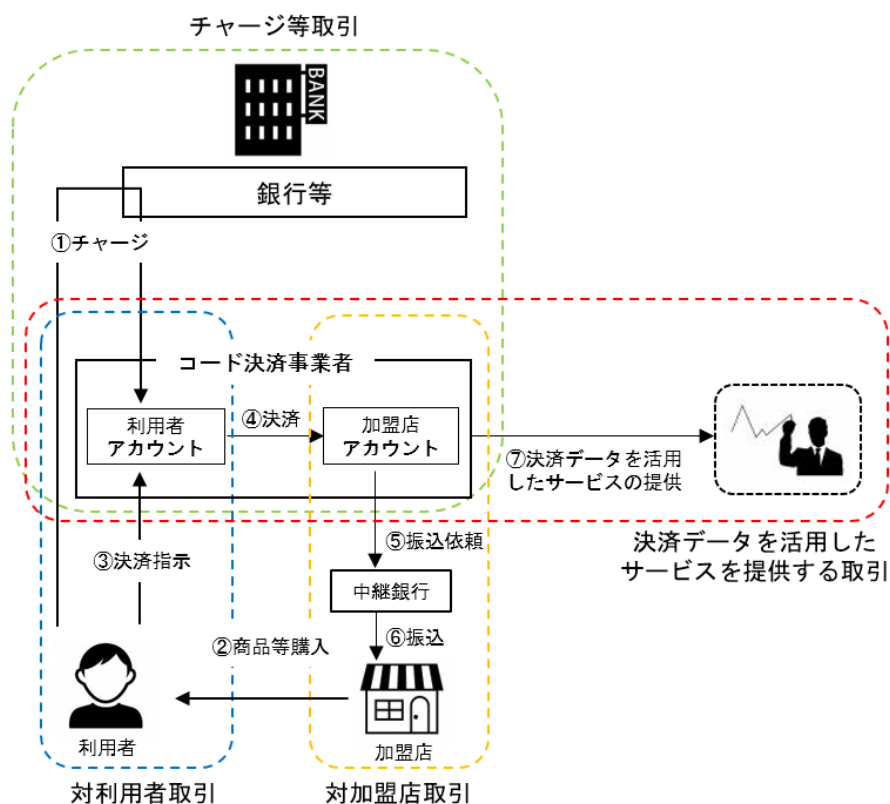 チャージ等取引
BANK
銀行等
①チャージ
コード決済事業者
利用者
アカウント
④決済
加盟店
アカウント
⑦決済データを活用
したサービスの提供
③決済指示
⑤振込依頼
決済データを活用した
サービスを提供する取引
中継銀行
②商品等購入
⑥振込
利用者
加盟店
対利用者取引
対加盟店取引